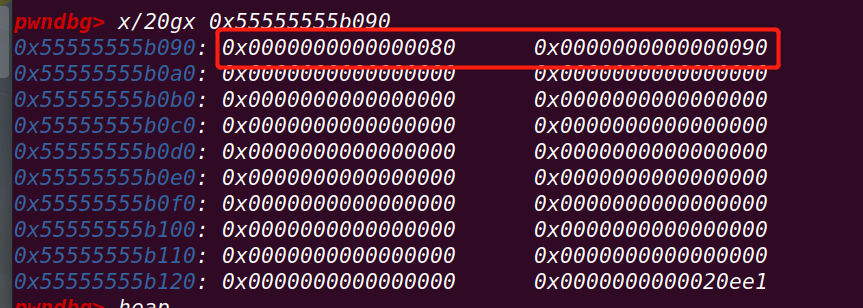 pwndbg> x/20gx 0x55555555b090
0x55555555b090: 0x0000000000000080 0x0000000000000090
0x55555555b0a0: 0x0000000000000000 0x0000000000000000
0x55555555b0b0: 0x0000000000000000 0x0000000000000000
0x55555555b0c0: 0x0000000000000000 0x0000000000000000
0x55555555b0d0: 0x0000000000000000 0x0000000000000000
0x55555555b0e0: 0x0000000000000000 0x0000000000000000
0x55555555b0f0: 0x0000000000000000 0x0000000000000000
0x55555555b100: 0x0000000000000000 0x0000000000000000
0x55555555b110: 0x0000000000000000 0x0000000000000000
0x55555555b120: 0x0000000000000000 0x0000000000020ee1
pwndbg> heap